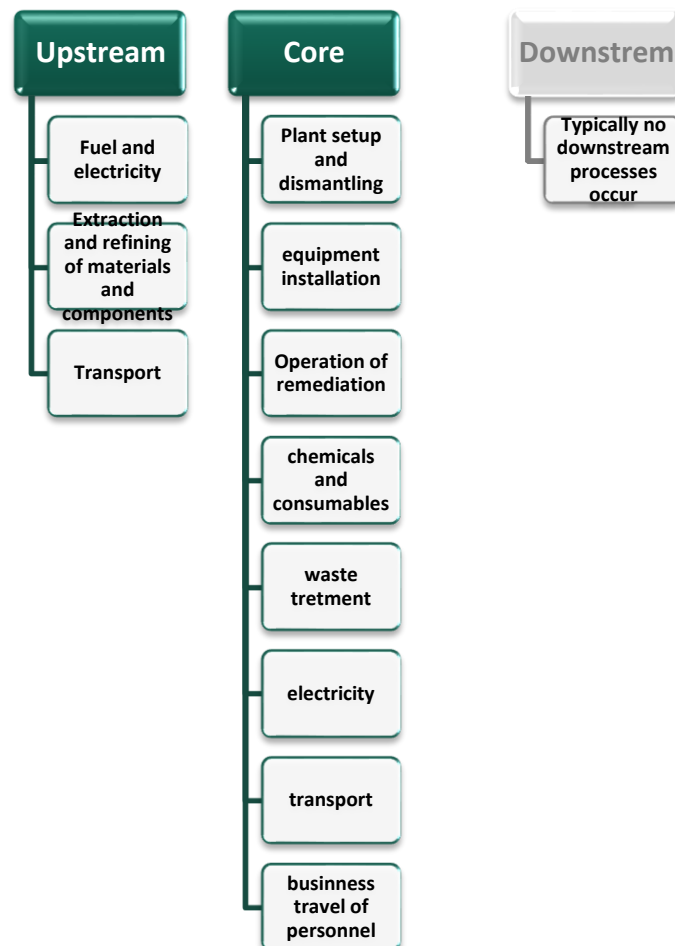 Upstream
Fuel and
electricity
Extraction
and refining
of materials
and
components
Transport
Core
Plant setup
and
dismantling
equipment
installation
Operation of
remediation
chemicals
and
consumables
waste
tretment
electricity
transport
businness
travel of
personnel
Downstrem
Typically no
downstream
processes
occur